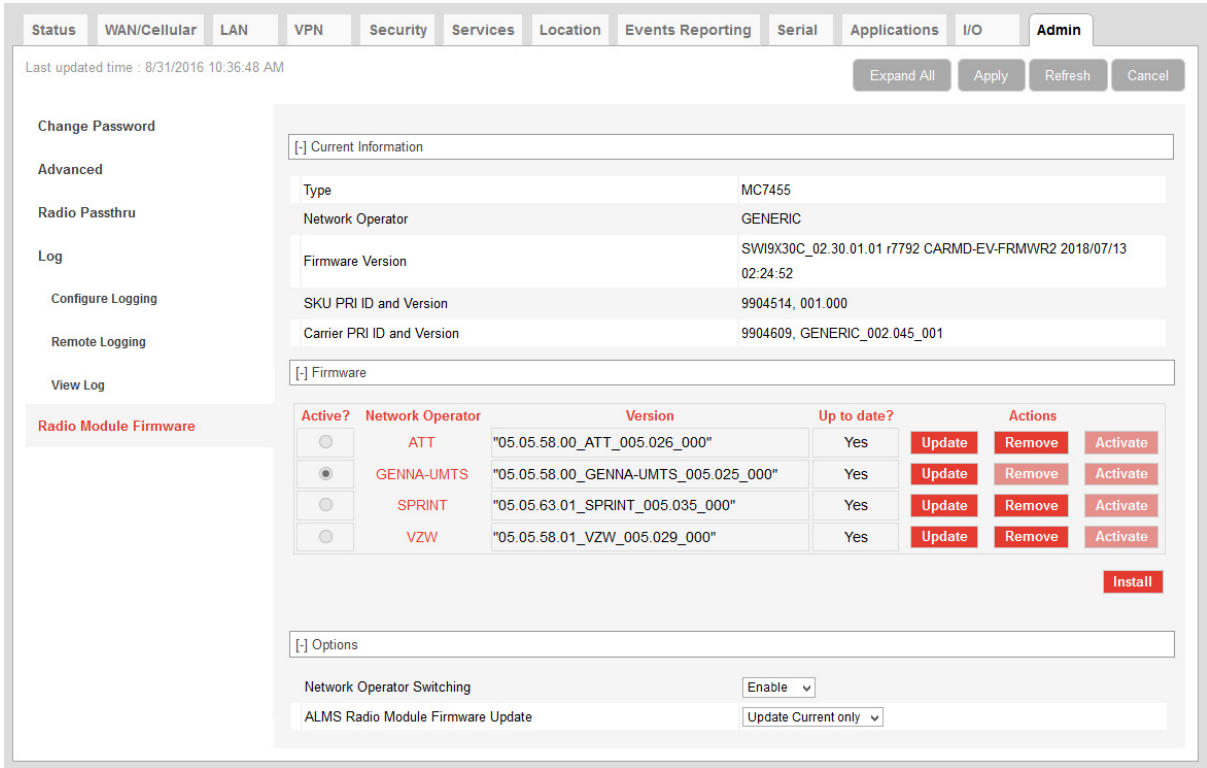 Status WAN/Cellular LAN VPN Security Services Location Events Reporting Serial Applications I/O Admin
Last updated time : 8/31/2016 10:36:48 AM
Expand All Apply Refresh Cancel
Change Password
Advanced
Radio Passthru
Log
Configure Logging
Remote Logging
View Log
Radio Module Firmware
[-] Current Information
Type MC7455
Network Operator GENERIC
Firmware Version SWI9X30C_02.30.01.01 r7792 CARMD-EV-FRMWR2 2018/07/13
02:24:52
SKU PRI ID and Version 9904514, 001.000
Carrier PRI ID and Version 9904609, GENERIC_002.045_001
[-] Firmware
Active? Network Operator Version Up to date? Actions
ATT "05.05.58.00_ATT_005.026_000" Yes Update Remove Activate
GENNA-UMTS "05.05.58.00_GENNA-UMTS_005.025_000" Yes Update Remove Activate
SPRINT "05.05.63.01_SPRINT_005.035_000" Yes Update Remove Activate
VZW "05.05.58.01_VZW_005.029_000" Yes Update Remove Activate
Install
[-] Options
Network Operator Switching Enable
ALMS Radio Module Firmware Update Update Current only